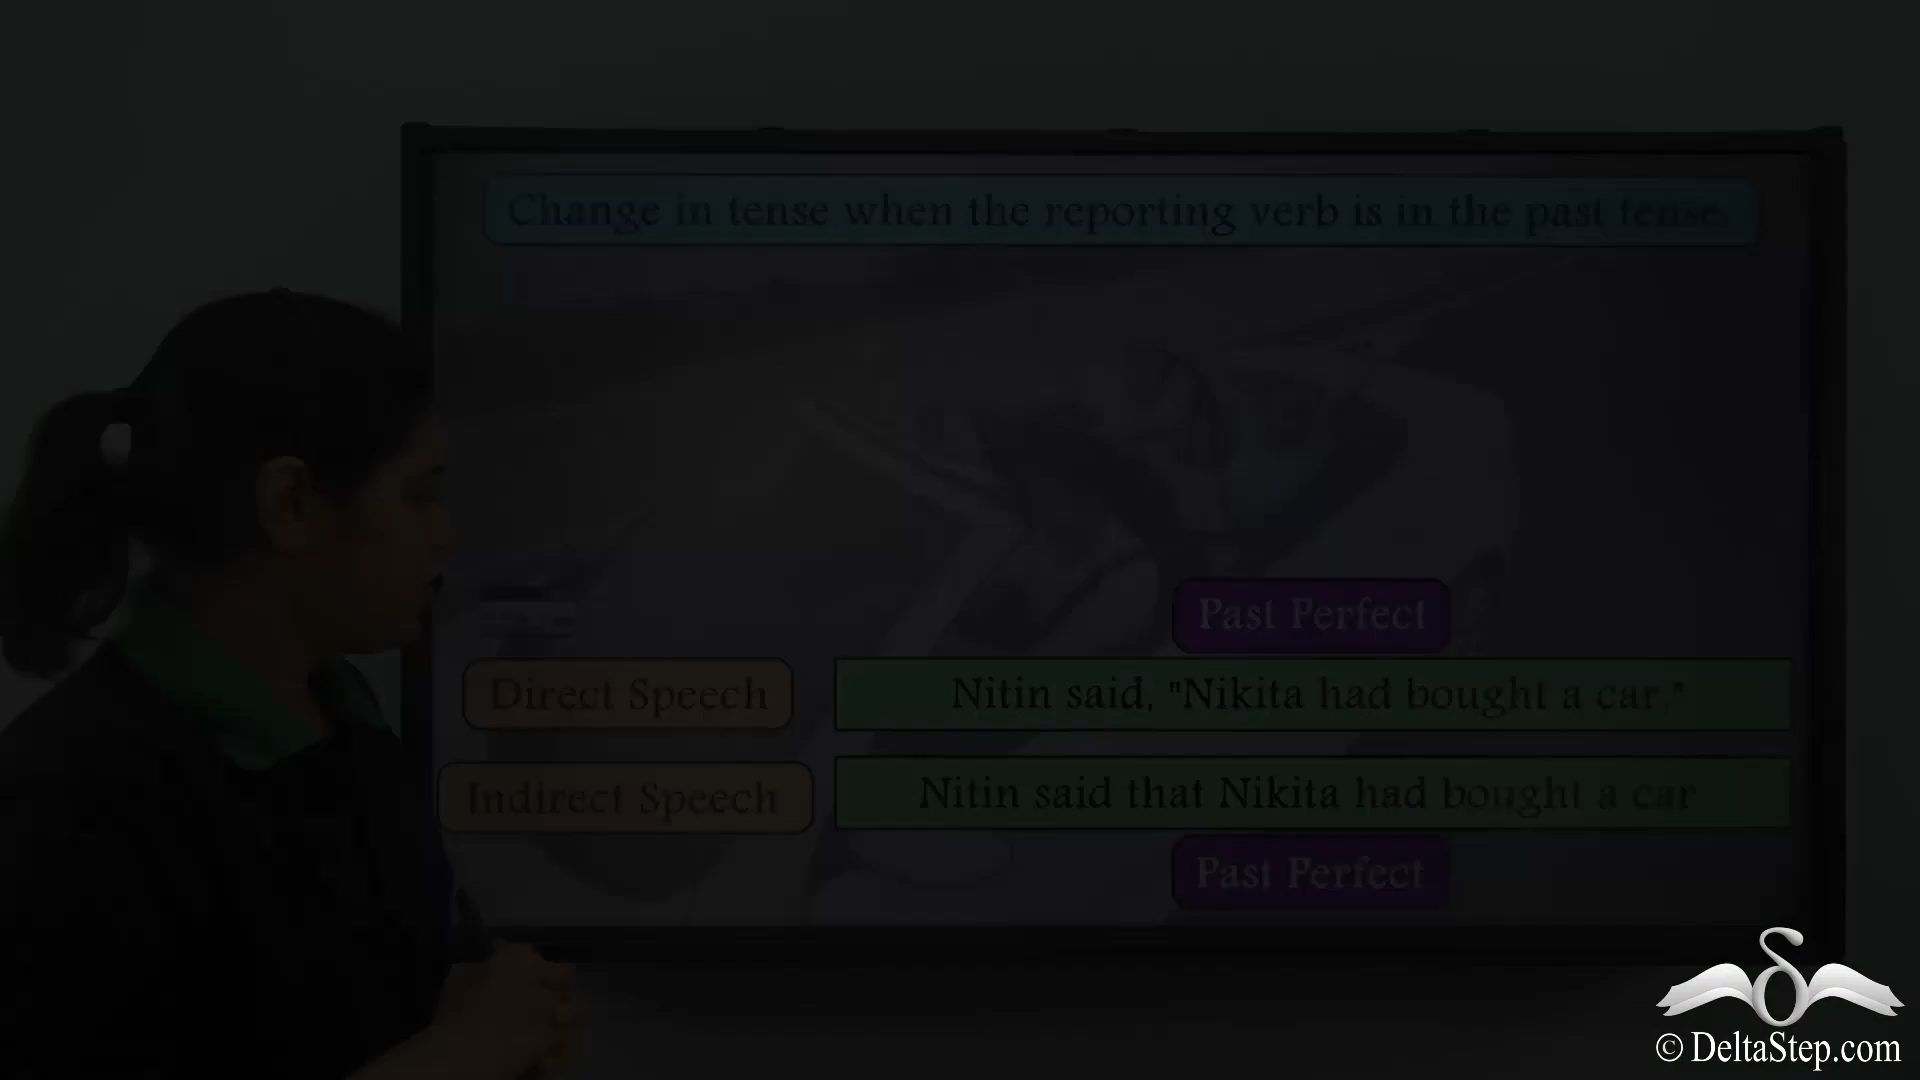 Change in tense when the reporting verb is in the past tense.
Past Perfect
Direct Speech
Nitin said, "Nikita had bought a car."
Indirect Speech
Nitin said that Nikita had bought a car
Past Perfect
© DeltaStep.com